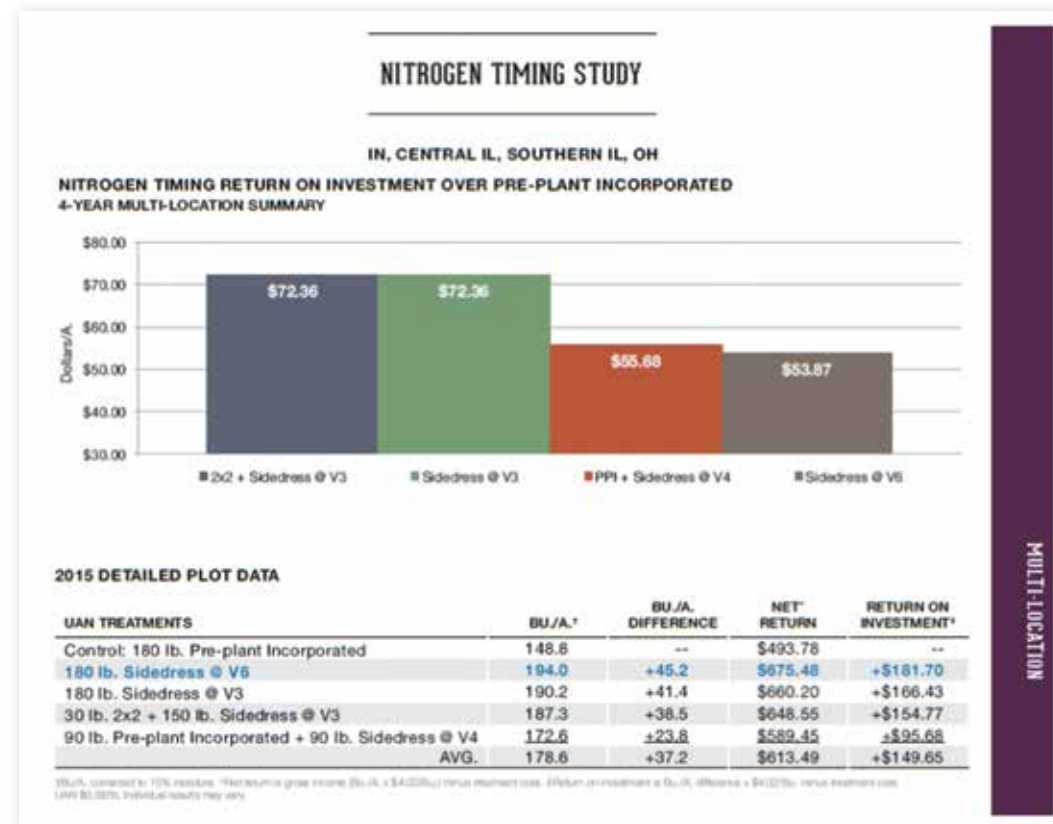 NITROGEN TIMING STUDY
IN, CENTRAL IL, SOUTHERN IL, OH
NITROGEN TIMING RETURN ON INVESTMENT OVER PRE-PLANT INCORPORATED
4-YEAR MULTI-LOCATION SUMMARY
$80.00
$70.00
$60.00
$50.00
$40.00
$30.00
Dollars/A.
$72.36
$72.36
$55.68
$53.87
2x2 + Sidedress @ V3
Sidedress @ V3
PPI + Sidedress @ V4
Sidedress @ V6
2015 DETAILED PLOT DATA
UAN TREATMENTS BU./A.† BU./A. DIFFERENCE NET* RETURN RETURN ON INVESTMENT‡
Control: 180 lb. Pre-plant Incorporated 148.8 -- $493.78 --
180 lb. Sidedress @ V6 194.0 +45.2 $675.48 +$181.70
180 lb. Sidedress @ V3 190.2 +41.4 $660.20 +$166.43
30 lb. 2x2 + 150 lb. Sidedress @ V3 187.3 +38.5 $648.55 +$154.77
90 lb. Pre-plant Incorporated + 90 lb. Sidedress @ V4 172.6 +23.8 $589.45 +$95.68
AVG. 178.6 +37.2 $613.49 +$149.65
Individual results may vary.
MULTI-LOCATION